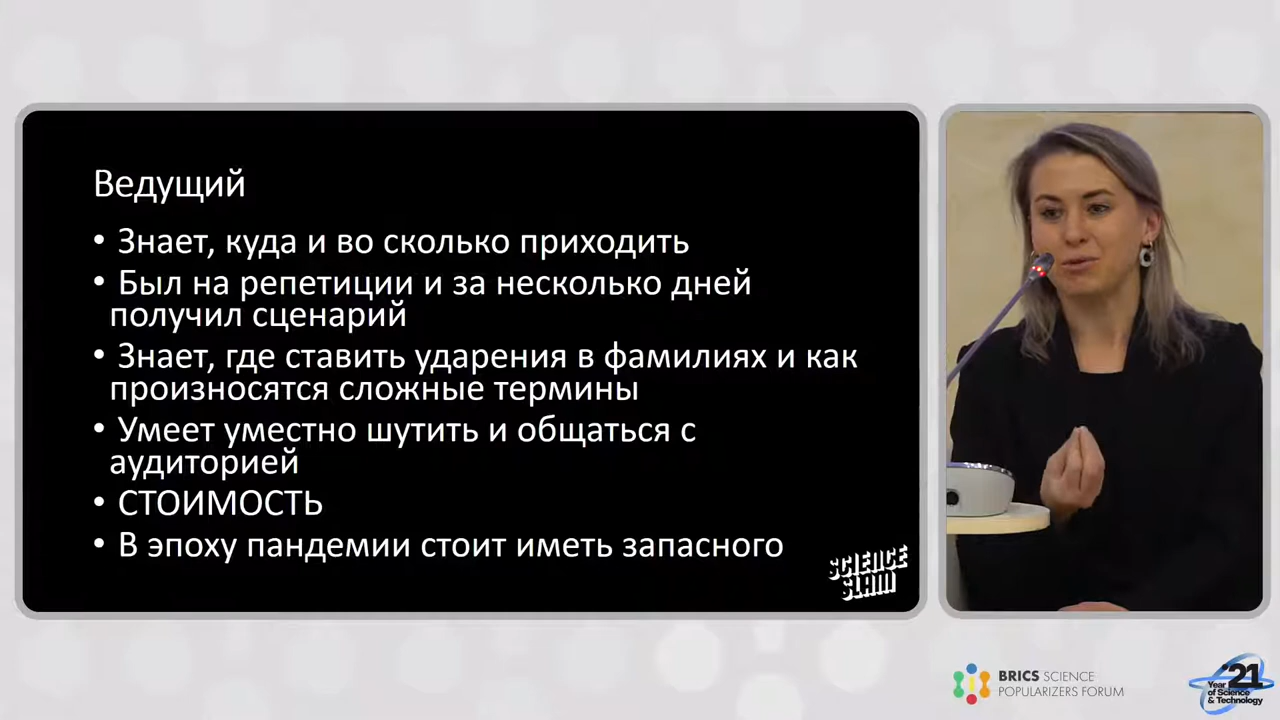 Ведущий
• Знает, куда и во сколько приходить
• Был на репетиции и за несколько дней
получил сценарий
• Знает, где ставить ударения в фамилиях и как
произносятся сложные термины
• Умеет уместно шутить и общаться с
аудиторией
• СТОИМОСТЬ
• В эпоху пандемии стоит иметь запасного
SCIENCE
SLAM
BRICS SCIENCE
POPULARIZERS FORUM
'21
Year
of Science
& Technology